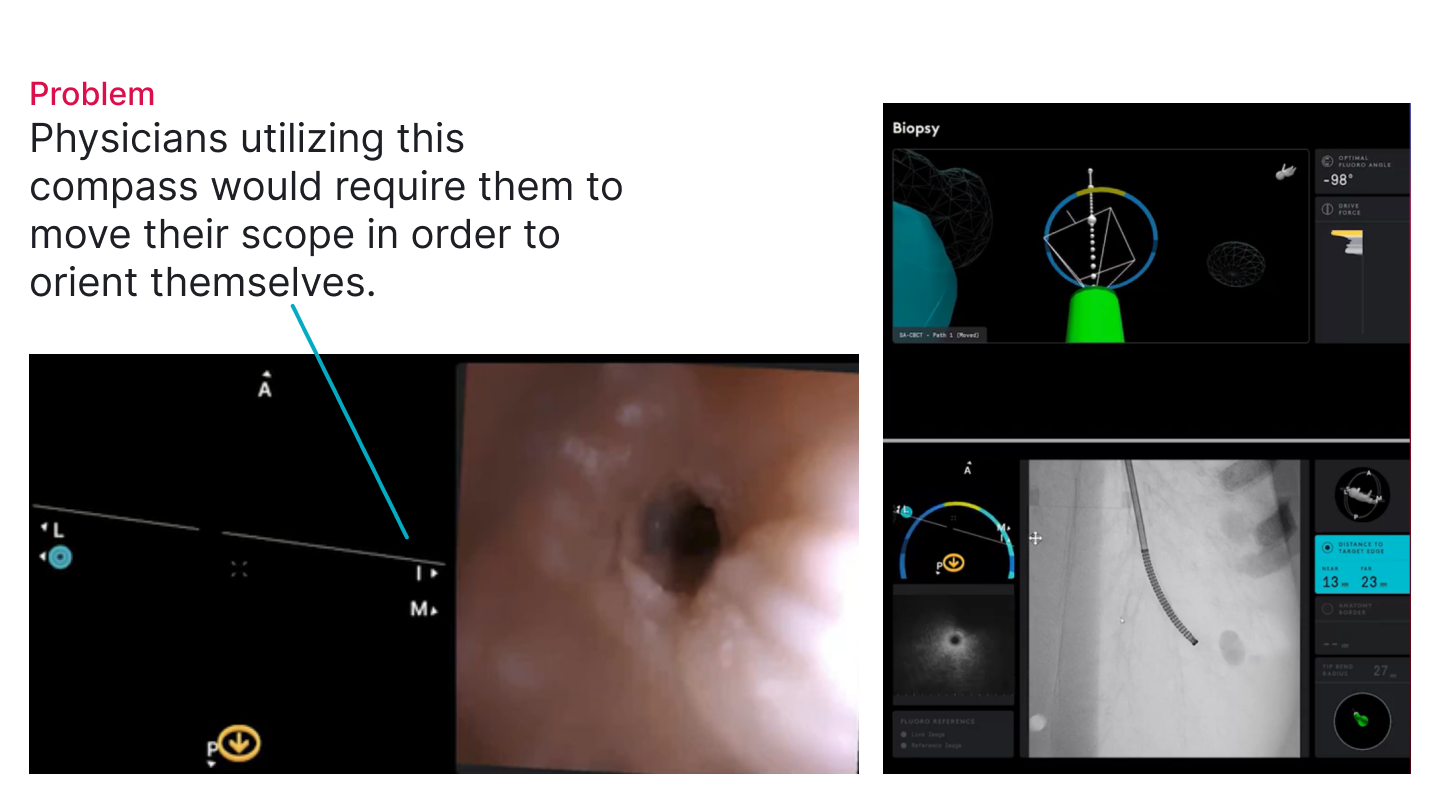 Problem
Physicians utilizing this
compass would require them to
move their scope in order to
orient themselves.
A
L
I
M
P
Biopsy
OPTIMAL
FLUORO ANGLE
-98°
DRIVE
FORCE
SA-CBCT - Path 1 (Moved)
A
L
M
I
P
A
L
M
P
DISTANCE TO
TARGET EDGE
NEAR FAR
13 mm 23 mm
ANATOMY
BORDER
-- mm
TIP BEND
RADIUS
27 mm
FLUORO REFERENCE
Live Image
Reference Image